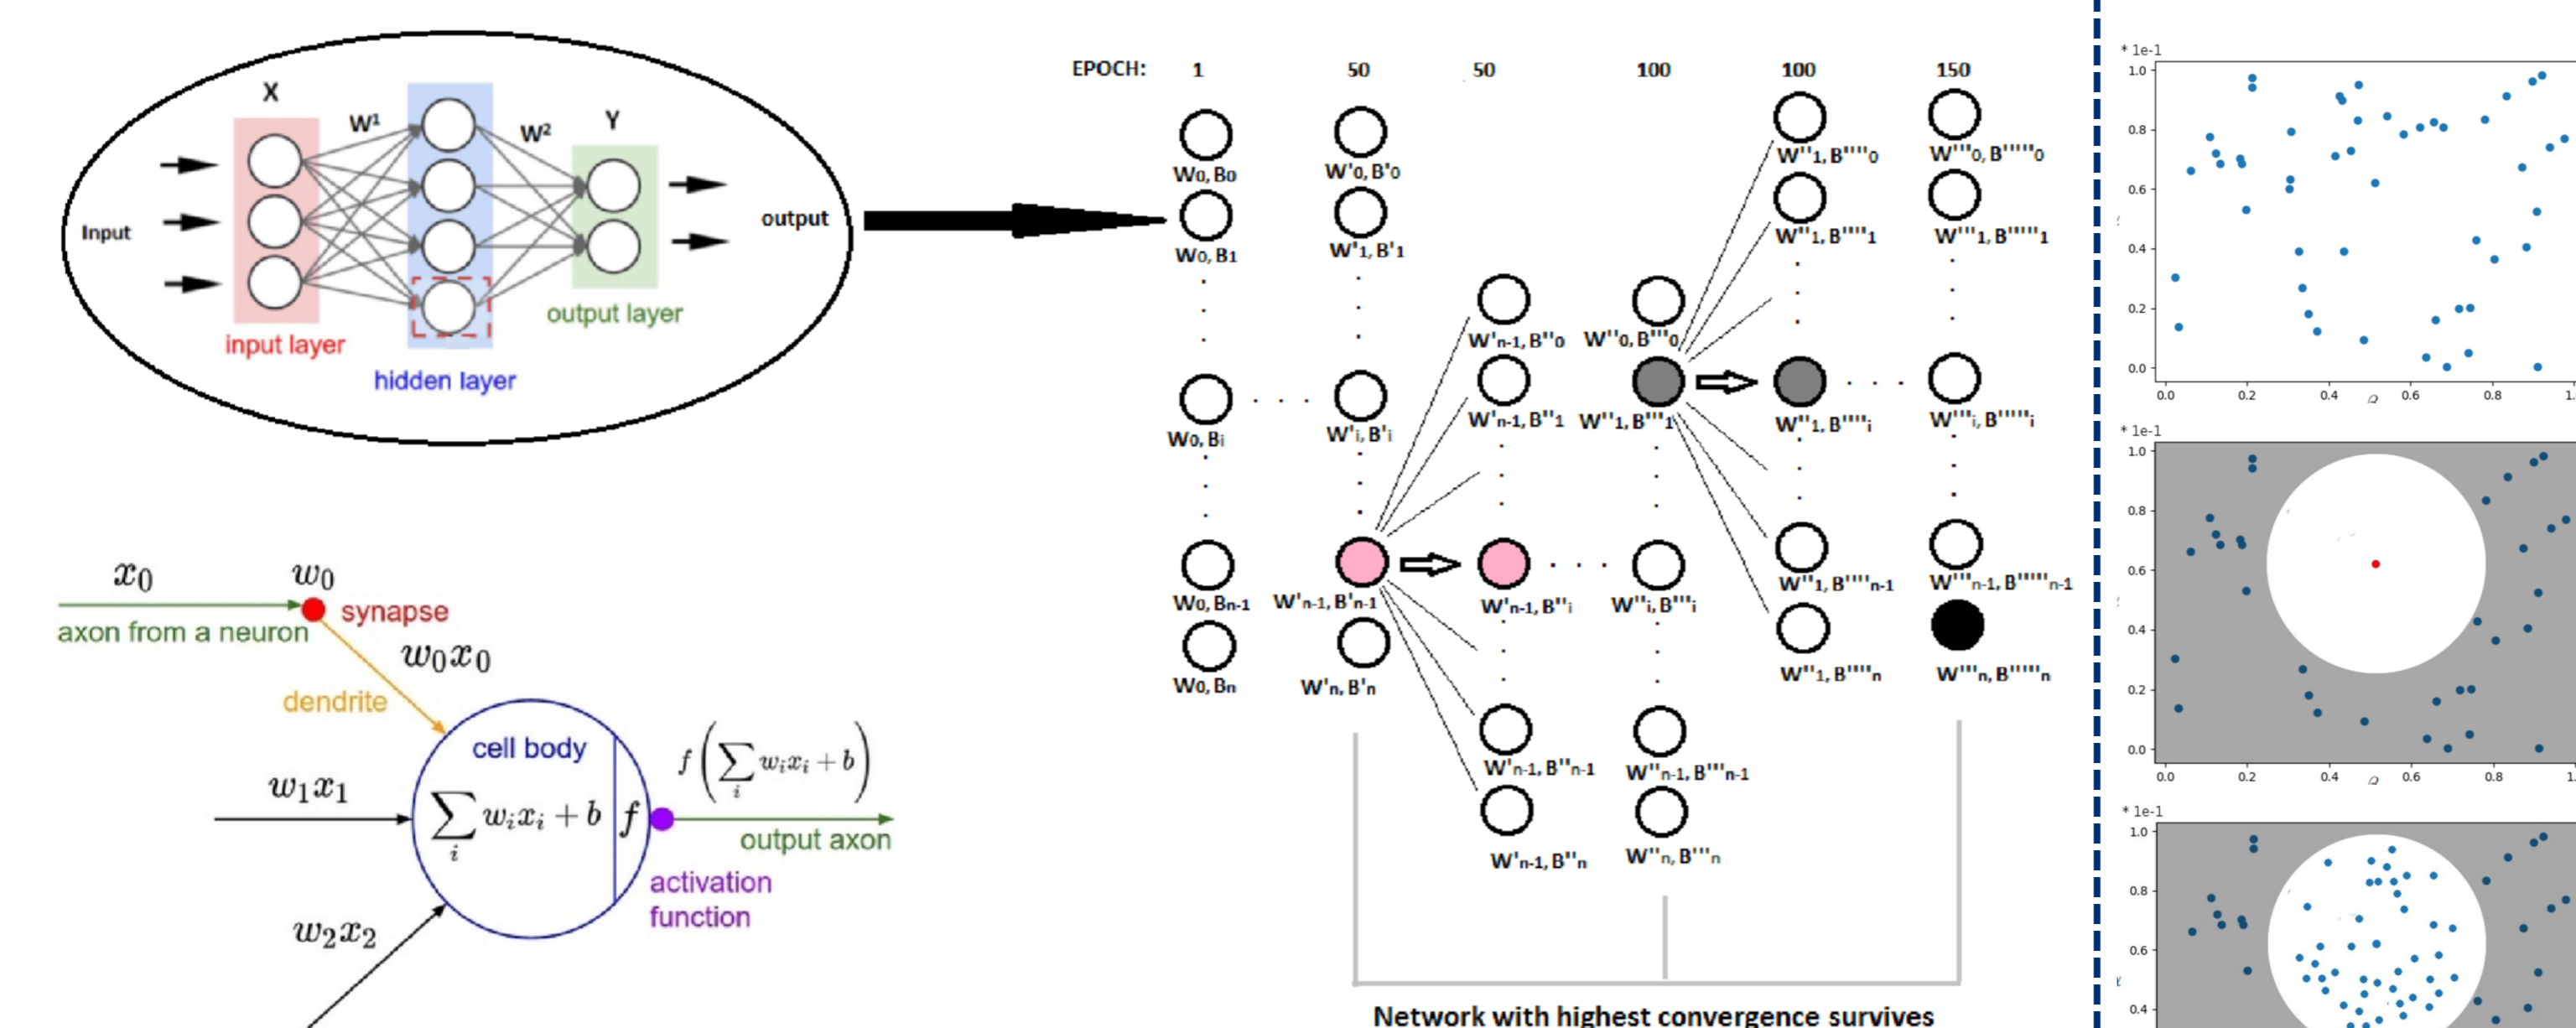 X
W¹
W²
Y
Input
output
input layer
hidden layer
output layer
x₀
w₀
synapse
axon from a neuron
w₀x₀
dendrite
cell body
w₁x₁
∑ᵢ wᵢxᵢ + b
f
f(∑ᵢ wᵢxᵢ + b)
output axon
activation
function
w₂x₂
EPOCH: 1 50 50 100 100 150
W₀, B₀
W₀, B₁
W₀, Bᵢ
W₀, Bn-1
W₀, Bn
W'₀, B'₀
W'₁, B'₁
W'ᵢ, B'ᵢ
W'n-1, B'n-1
W'n, B'n
W'n-1, B''₀
W'n-1, B''₁
W'n-1, B''ᵢ
W'n-1, B''n-1
W'n-1, B''n
W''₀, B'''₀
W''₁, B'''₁
W''ᵢ, B'''ᵢ
W''n-1, B'''n-1
W''n, B'''n
W''₁, B''''₀
W''₁, B''''₁
W''₁, B''''ᵢ
W''₁, B''''n-1
W''₁, B''''n
W'''₀, B'''''₀
W'''₁, B'''''₁
W'''ᵢ, B'''''ᵢ
W'''n-1, B'''''n-1
W'''n, B'''''n
Network with highest convergence survives
* 1e-1
1.0
0.8
0.6
0.4
0.2
0.0
0.0 0.2 0.4 0.6 0.8
* 1e-1
1.0
0.8
0.6
0.4
0.2
0.0
0.0 0.2 0.4 0.6 0.8
* 1e-1
1.0
0.8
0.6
0.4